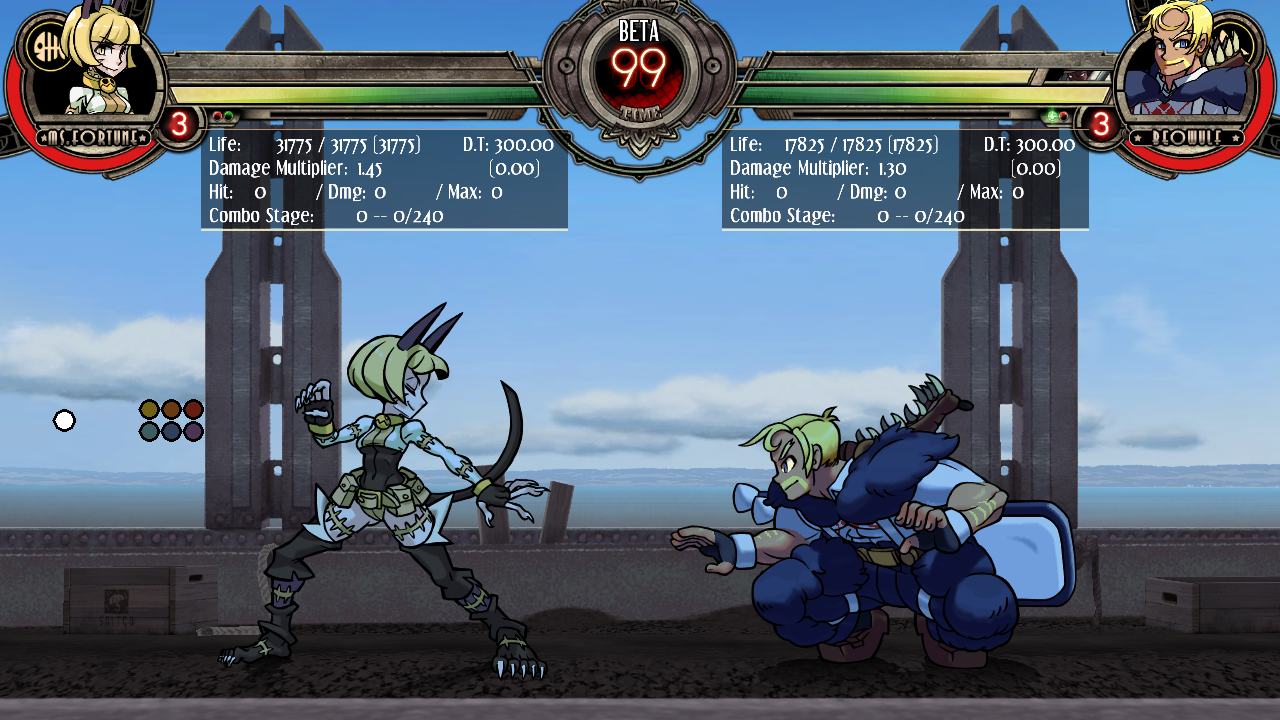 BETA
99
TIME
MS.FORTUNE
3
3
BEOWULF
Life: 31775 / 31775 (31775) D.T: 300.00
Damage Multiplier: 1.45 (0.00)
Hit: 0 / Dmg: 0 / Max: 0
Combo Stage: 0 -- 0/240
Life: 17825 / 17825 (17825) D.T: 300.00
Damage Multiplier: 1.30 (0.00)
Hit: 0 / Dmg: 0 / Max: 0
Combo Stage: 0 -- 0/240